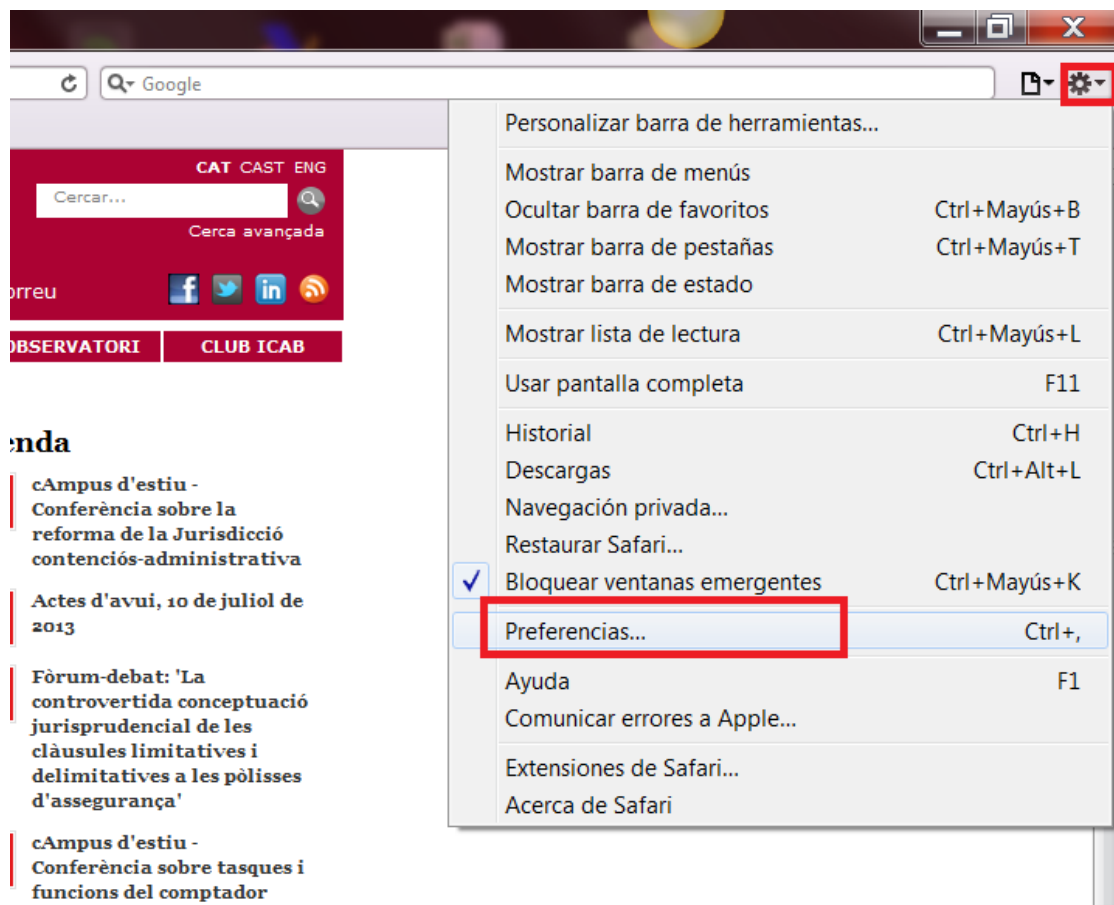 Google
Personalizar barra de herramientas...
Mostrar barra de menús
Ocultar barra de favoritos Ctrl+Mayús+B
Mostrar barra de pestañas Ctrl+Mayús+T
Mostrar barra de estado
Mostrar lista de lectura Ctrl+Mayús+L
Usar pantalla completa F11
Historial Ctrl+H
Descargas Ctrl+Alt+L
Navegación privada...
Restaurar Safari...
Bloquear ventanas emergentes Ctrl+Mayús+K
Preferencias... Ctrl+,
Ayuda F1
Comunicar errores a Apple...
Extensiones de Safari...
Acerca de Safari
CAT CAST ENG
Cercar...
Cerca avançada
orreu
OBSERVATORI CLUB ICAB
enda
cAmpus d'estiu -
Conferència sobre la
reforma de la Jurisdicció
contenciós-administrativa
Actes d'avui, 10 de juliol de
2013
Fòrum-debat: 'La
controvertida conceptuació
jurisprudencial de les
clàusules limitatives i
delimitatives a les pòlisses
d'assegurança'
cAmpus d'estiu -
Conferència sobre tasques i
funcions del comptador